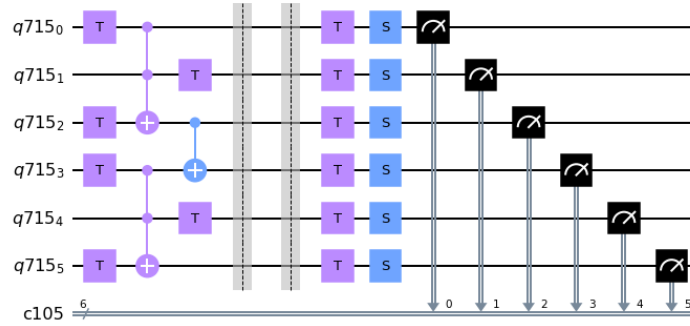 q715₀ T T S
q715₁ T T S
q715₂ T T S
q715₃ T T S
q715₄ T T S
q715₅ T T S
c105 6 0 1 2 3 4 5